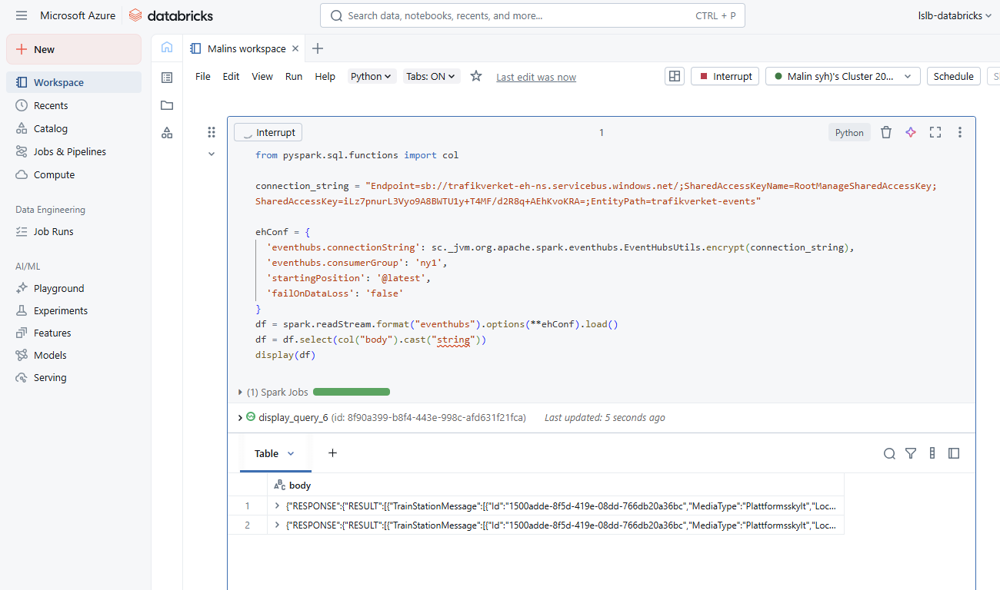 Microsoft Azure
databricks
Search data, notebooks, recents, and more...
CTRL + P
lslb-databricks
New
Workspace
Recents
Catalog
Jobs & Pipelines
Compute
Data Engineering
Job Runs
AI/ML
Playground
Experiments
Features
Models
Serving
Malins workspace
File Edit View Run Help Python Tabs: ON Last edit was now
Interrupt
Malin syh)'s Cluster 20...
Schedule
Interrupt
1
Python
from pyspark.sql.functions import col
connection_string = "Endpoint=sb://trafikverket-eh-ns.servicebus.windows.net/;SharedAccessKeyName=RootManageSharedAccessKey;
SharedAccessKey=iLz7pnurL3Vyo9A8BWTU1y+T4MF/d2R8q+AEhKvoKRA=;EntityPath=trafikverket-events"
ehConf = {
'eventhubs.connectionString': sc._jvm.org.apache.spark.eventhubs.EventHubsUtils.encrypt(connection_string),
'eventhubs.consumerGroup': 'ny1',
'startingPosition': '@latest',
'failOnDataLoss': 'false'
}
df = spark.readStream.format("eventhubs").options(**ehConf).load()
df = df.select(col("body").cast("string"))
display(df)
(1) Spark Jobs
display_query_6 (id: 8f90a399-b8f4-443e-998c-afd631f21fca) Last updated: 5 seconds ago
Table
body
1 {"RESPONSE":{"RESULT":[{"TrainStationMessage":[{"Id":"1500adde-8f5d-419e-08dd-766db20a36bc","MediaType":"Plattformsskylt","Loc...
2 {"RESPONSE":{"RESULT":[{"TrainStationMessage":[{"Id":"1500adde-8f5d-419e-08dd-766db20a36bc","MediaType":"Plattformsskylt","Loc...